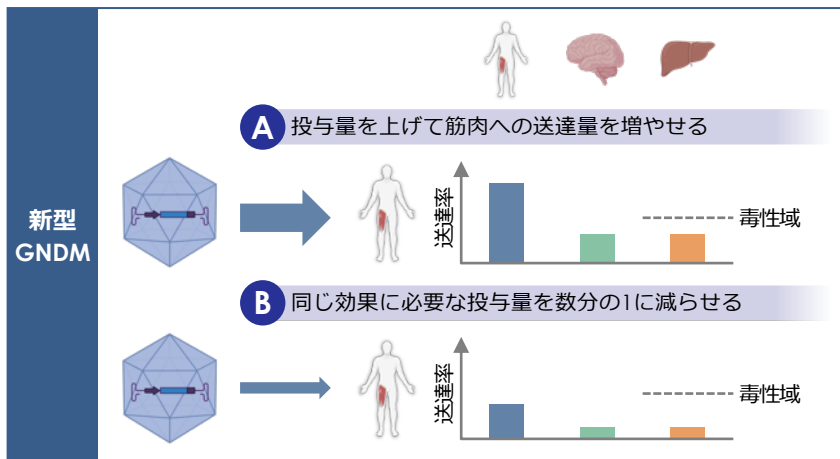 A 投与量を上げて筋肉への送達量を増やせる
新型
GNDM
送達率
毒性域
B 同じ効果に必要な投与量を数分の1に減らせる
送達率
毒性域